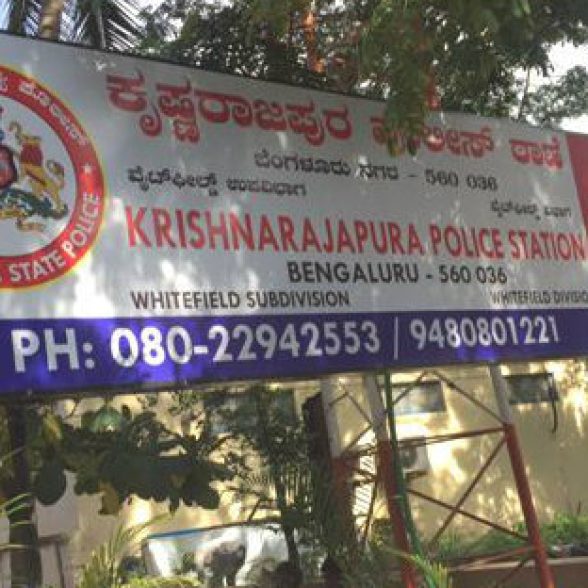 ಕೃಷ್ಣರಾಜಪುರ ಪೊಲೀಸ್ ಠಾಣೆ
ಬೆಂಗಳೂರು ನಗರ - 560 036
ವೈಟ್‌ಫೀಲ್ಡ್ ಉಪವಿಭಾಗ ವೈಟ್‌ಫೀಲ್ಡ್ ವಿಭಾಗ
KRISHNARAJAPURA POLICE STATION
BENGALURU - 560 036
WHITEFIELD SUBDIVISION WHITEFIELD DIVISIO
PH: 080-22942553 | 9480801221
STATE POLICE